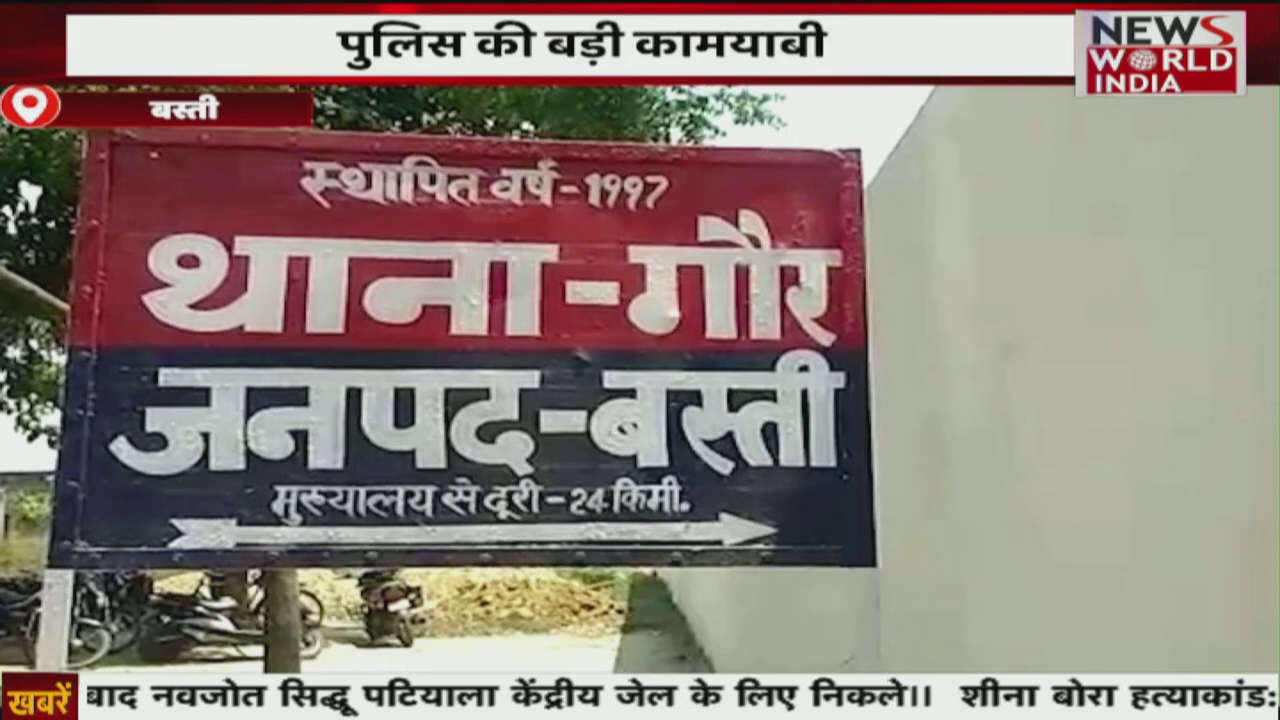 पुलिस की बड़ी कामयाबी
NEWS
WORLD
INDIA
बस्ती
स्थापित वर्ष-1997
थाना-गौर
जनपद-बस्ती
मुख्यालय से दूरी-24 किमी.
खबरें
बाद नवजोत सिद्धू पटियाला केंद्रीय जेल के लिए निकले।। शीना बोरा हत्याकांड: